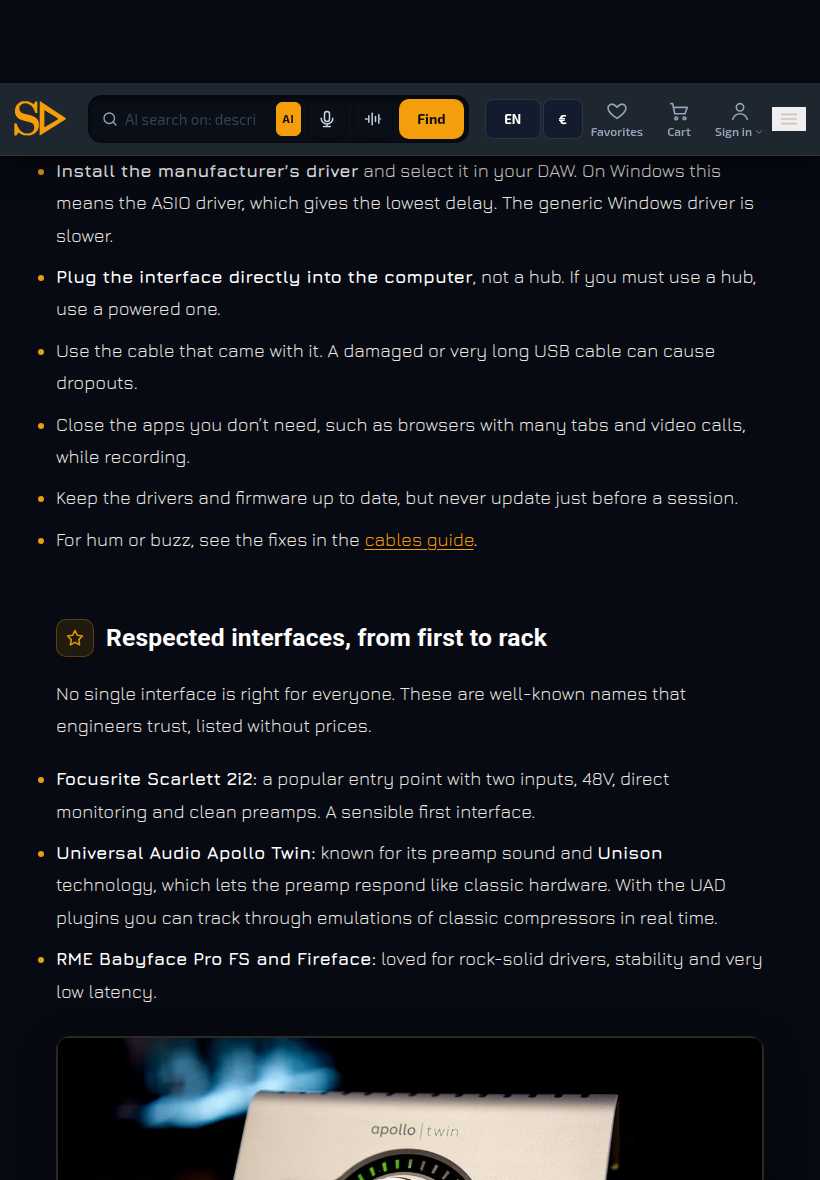 SD
AI search on: descri
AI
Find
EN
€
Favorites
Cart
Sign in
Install the manufacturer's driver and select it in your DAW. On Windows this
means the ASIO driver, which gives the lowest delay. The generic Windows driver is
slower.
Plug the interface directly into the computer, not a hub. If you must use a hub,
use a powered one.
Use the cable that came with it. A damaged or very long USB cable can cause
dropouts.
Close the apps you don't need, such as browsers with many tabs and video calls,
while recording.
Keep the drivers and firmware up to date, but never update just before a session.
For hum or buzz, see the fixes in the cables guide.
Respected interfaces, from first to rack
No single interface is right for everyone. These are well-known names that
engineers trust, listed without prices.
Focusrite Scarlett 2i2: a popular entry point with two inputs, 48V, direct
monitoring and clean preamps. A sensible first interface.
Universal Audio Apollo Twin: known for its preamp sound and Unison
technology, which lets the preamp respond like classic hardware. With the UAD
plugins you can track through emulations of classic compressors in real time.
RME Babyface Pro FS and Fireface: loved for rock-solid drivers, stability and very
low latency.
apollo | twin